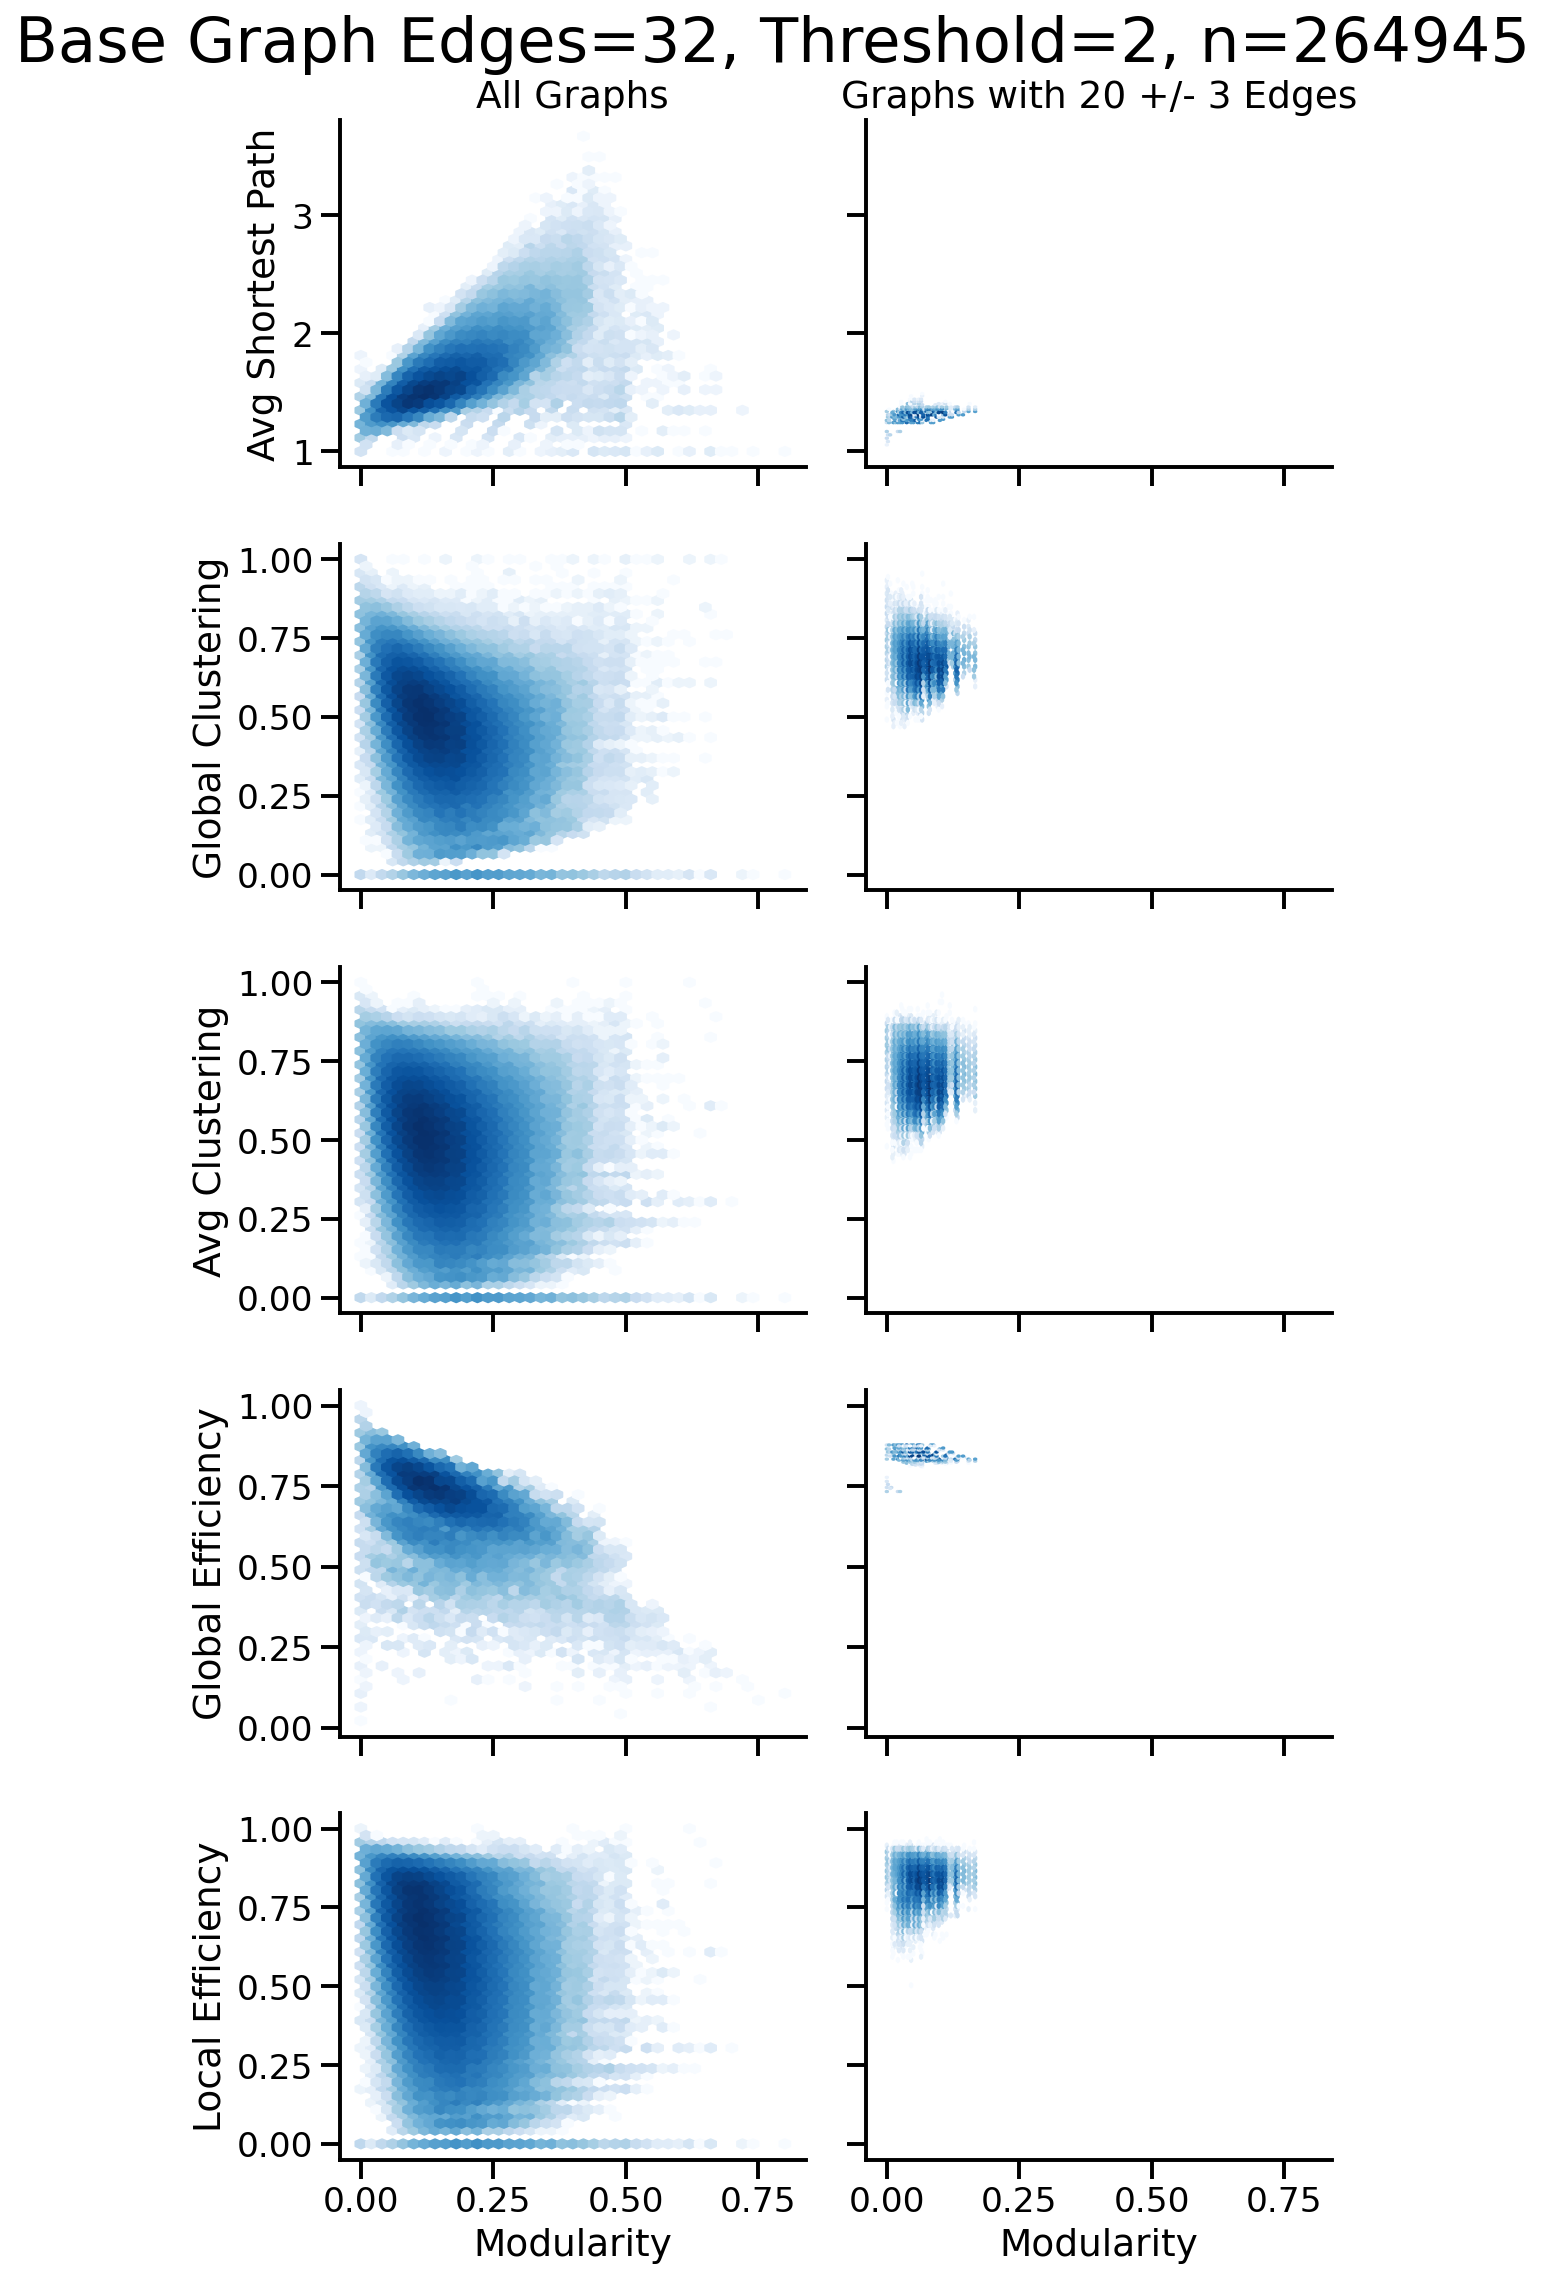 Base Graph Edges=32, Threshold=2, n=264945
All Graphs
Graphs with 20 +/- 3 Edges
Avg Shortest Path
3
2
1
Global Clustering
1.00
0.75
0.50
0.25
0.00
Avg Clustering
1.00
0.75
0.50
0.25
0.00
Global Efficiency
1.00
0.75
0.50
0.25
0.00
Local Efficiency
1.00
0.75
0.50
0.25
0.00
0.00 0.25 0.50 0.75
0.00 0.25 0.50 0.75
Modularity
Modularity